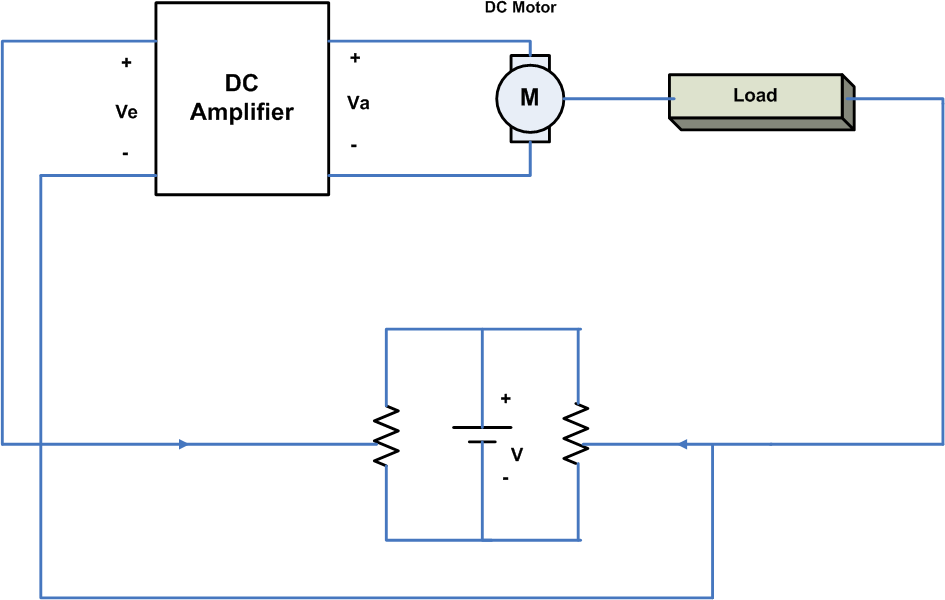 DC Motor
+
Ve
-
DC
Amplifier
+
Va
-
M
Load
+
V
-